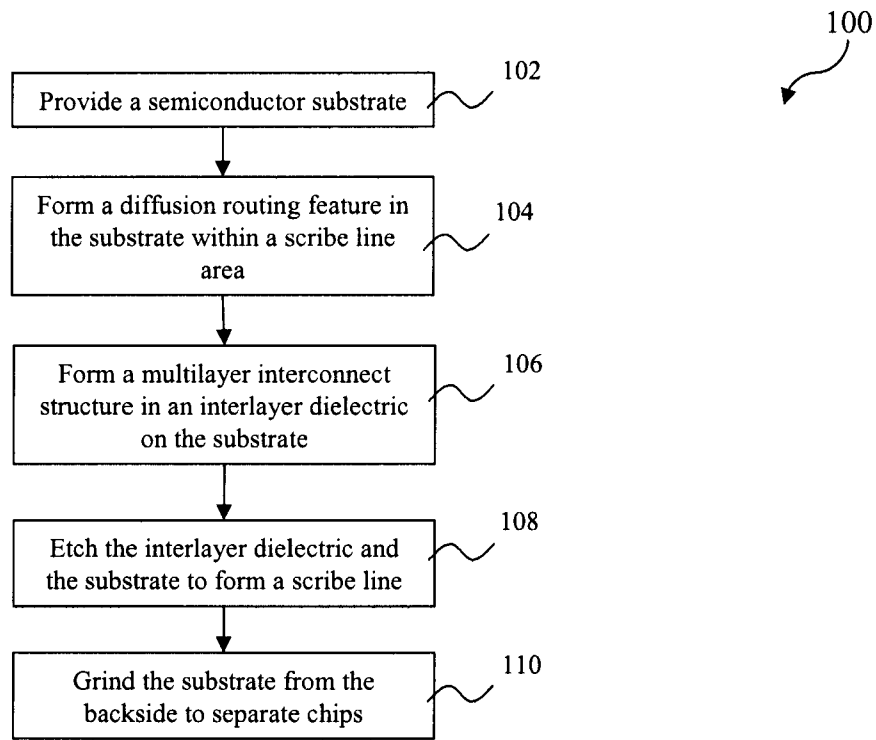 100
102
Provide a semiconductor substrate
104
Form a diffusion routing feature in
the substrate within a scribe line
area
106
Form a multilayer interconnect
structure in an interlayer dielectric
on the substrate
108
Etch the interlayer dielectric and
the substrate to form a scribe line
110
Grind the substrate from the
backside to separate chips